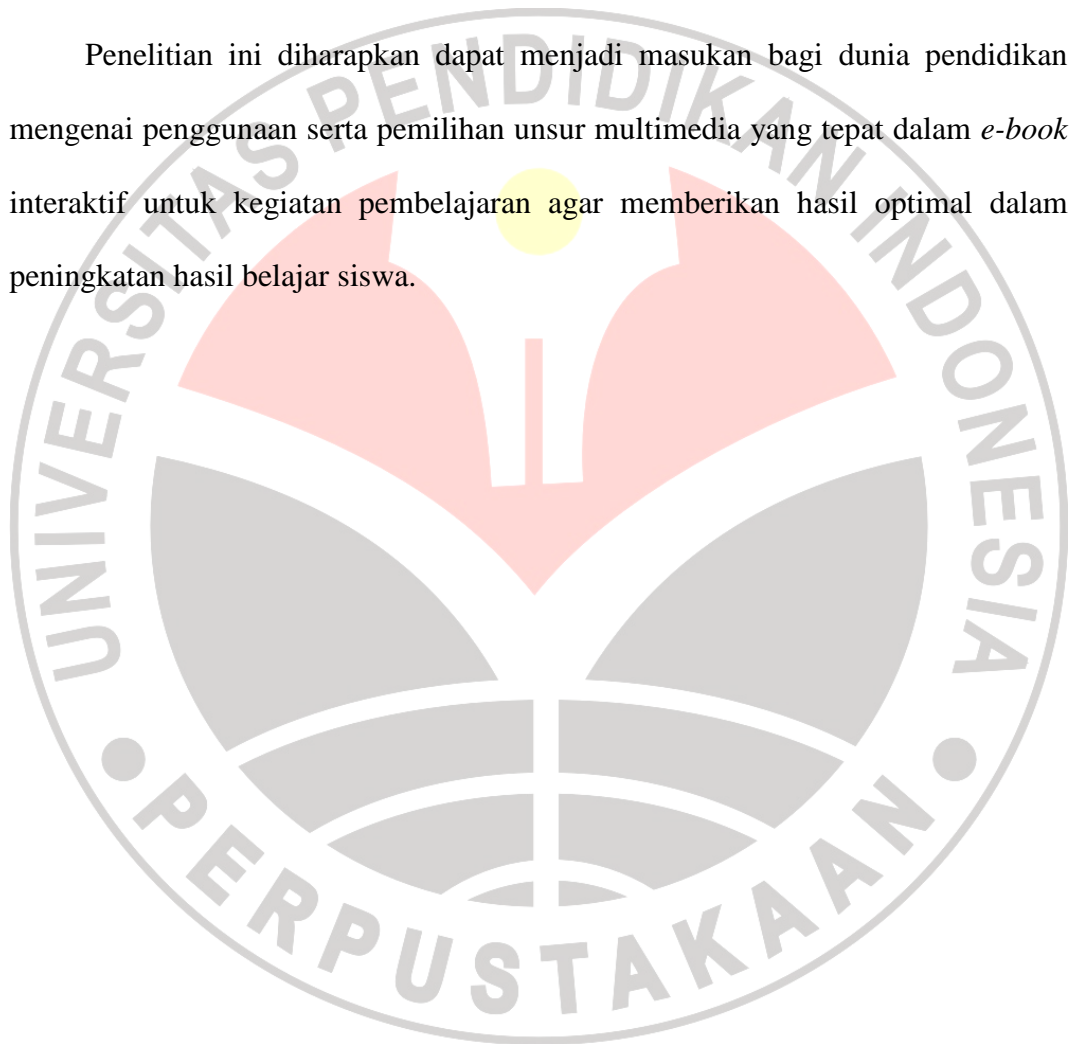 Penelitian ini diharapkan dapat menjadi masukan bagi dunia pendidikan
mengenai penggunaan serta pemilihan unsur multimedia yang tepat dalam e-book
interaktif untuk kegiatan pembelajaran agar memberikan hasil optimal dalam
peningkatan hasil belajar siswa.
UNIVERSITAS PENDIDIKAN INDONESIA
PERPUSTAKAAN